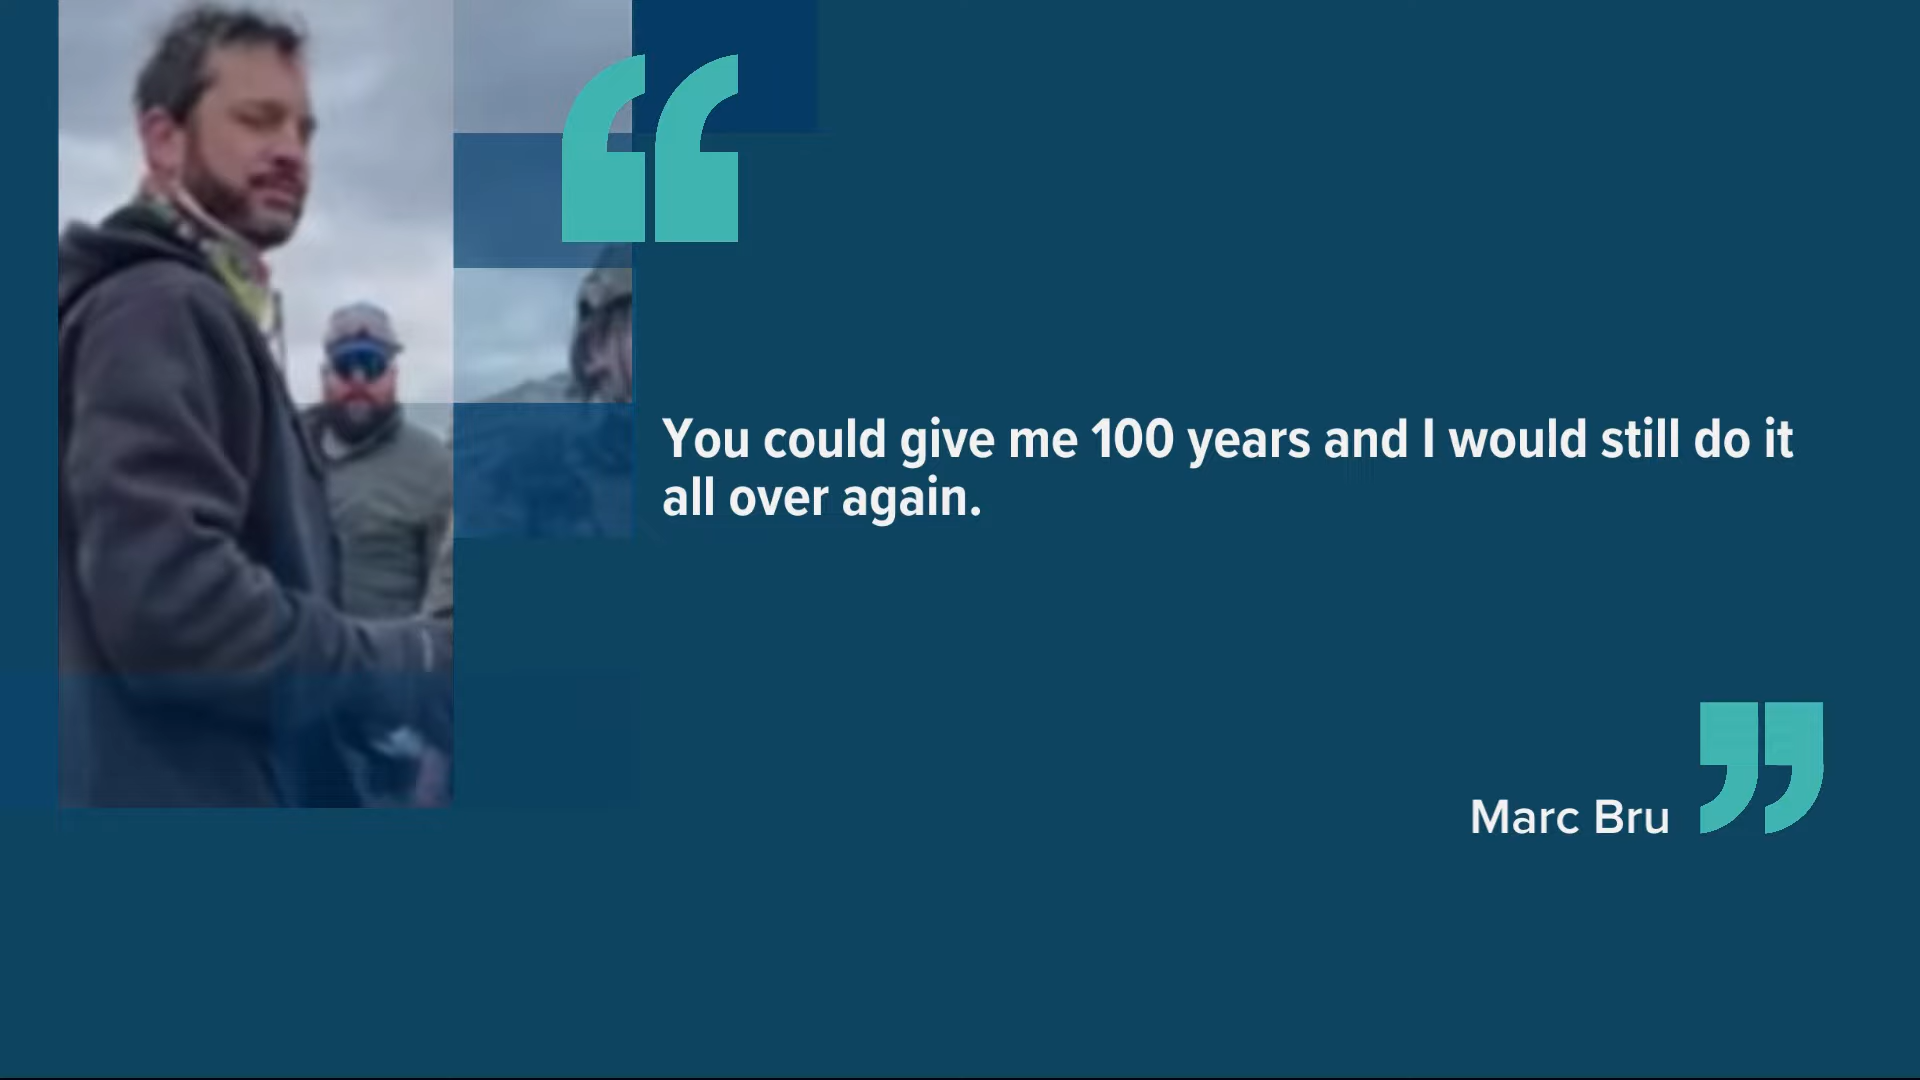 “
You could give me 100 years and I would still do it
all over again.
Marc Bru ”